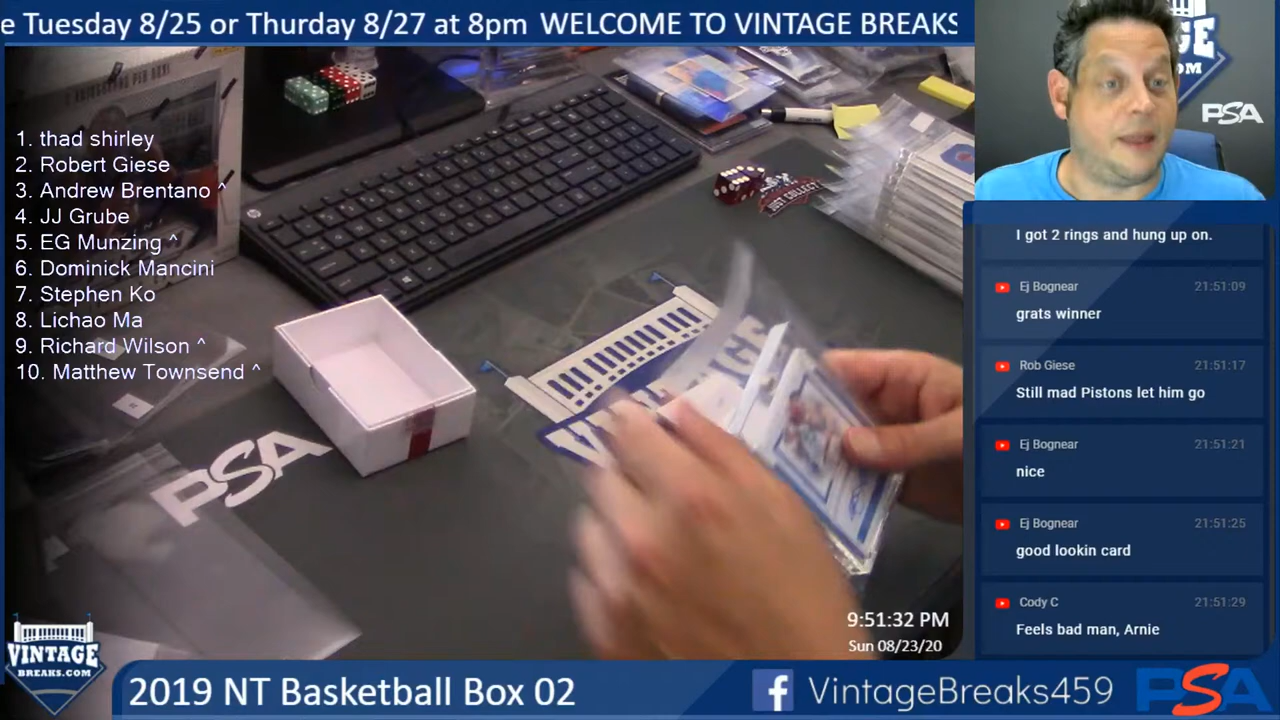 e Tuesday 8/25 or Thurday 8/27 at 8pm WELCOME TO VINTAGE BREAKS
1. thad shirley
2. Robert Giese
3. Andrew Brentano ^
4. JJ Grube
5. EG Munzing ^
6. Dominick Mancini
7. Stephen Ko
8. Lichao Ma
9. Richard Wilson ^
10. Matthew Townsend ^
JUST COLLECT
PSA
PSA
I got 2 rings and hung up on.
Ej Bognear 21:51:09
grats winner
Rob Giese 21:51:17
Still mad Pistons let him go
Ej Bognear 21:51:21
nice
Ej Bognear 21:51:25
good lookin card
Cody C 21:51:29
Feels bad man, Arnie
9:51:32 PM
Sun 08/23/20
VINTAGE
BREAKS.COM
2019 NT Basketball Box 02
f VintageBreaks459
PSA